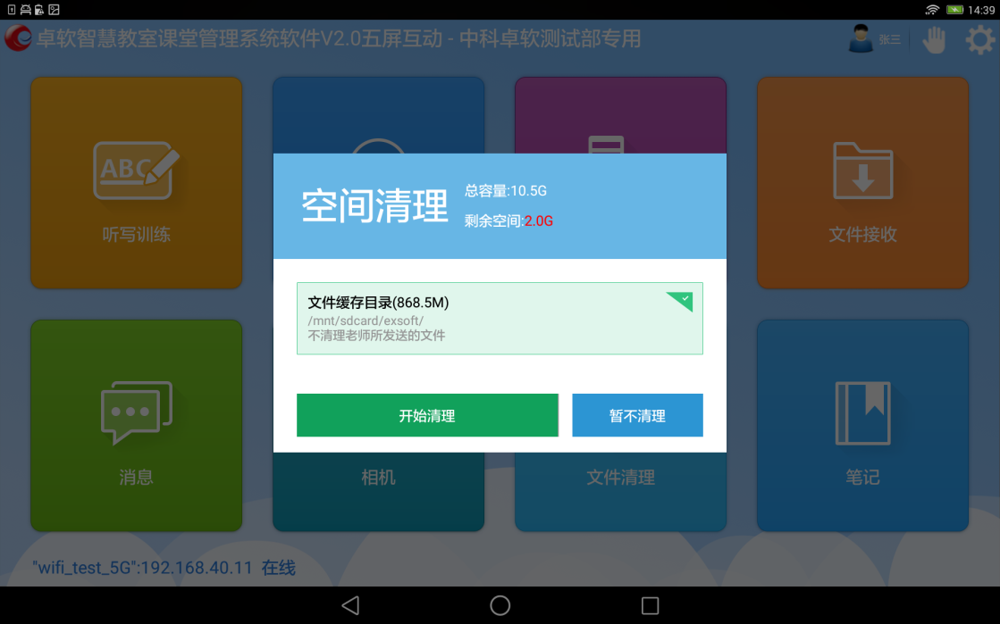 14:39
卓软智慧教室课堂管理系统软件V2.0五屏互动 - 中科卓软测试部专用
张三
ABC
听写训练
文件接收
空间清理
总容量:10.5G
剩余空间:2.0G
文件缓存目录(868.5M)
/mnt/sdcard/exsoft/
不清理老师所发送的文件
开始清理
暂不清理
消息
相机
文件清理
笔记
"wifi_test_5G":192.168.40.11 在线